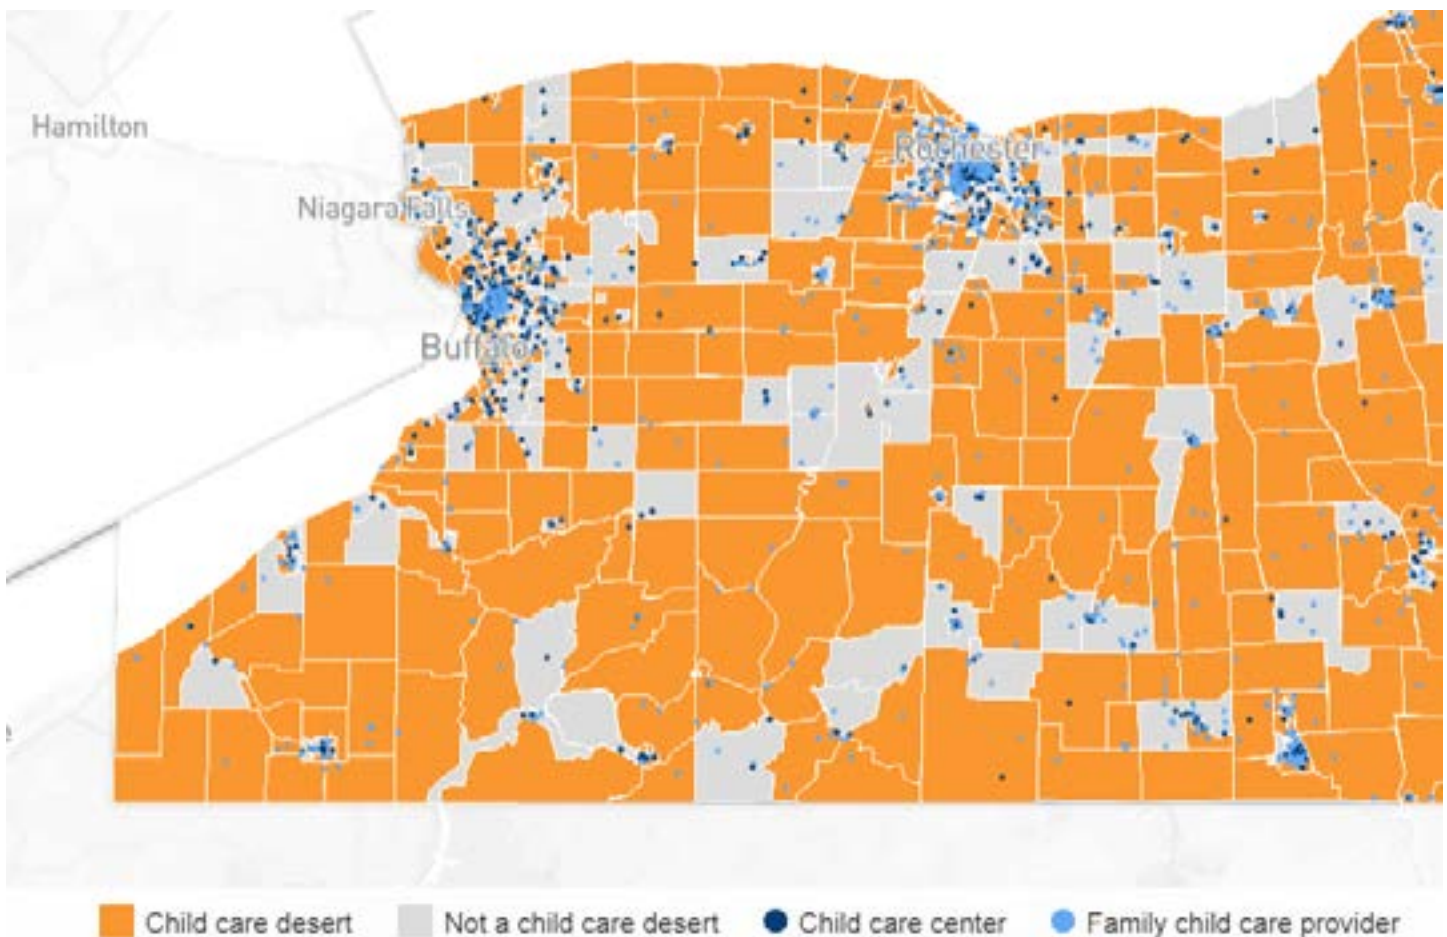 Hamilton
Rochester
Niagara Falls
Buffalo
Child care desert
Not a child care desert
Child care center
Family child care provider